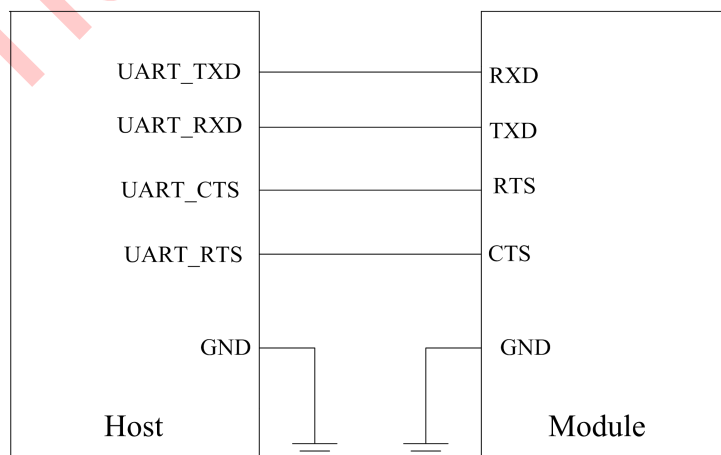 UART_TXD RXD
UART_RXD TXD
UART_CTS RTS
UART_RTS CTS
GND GND
Host Module